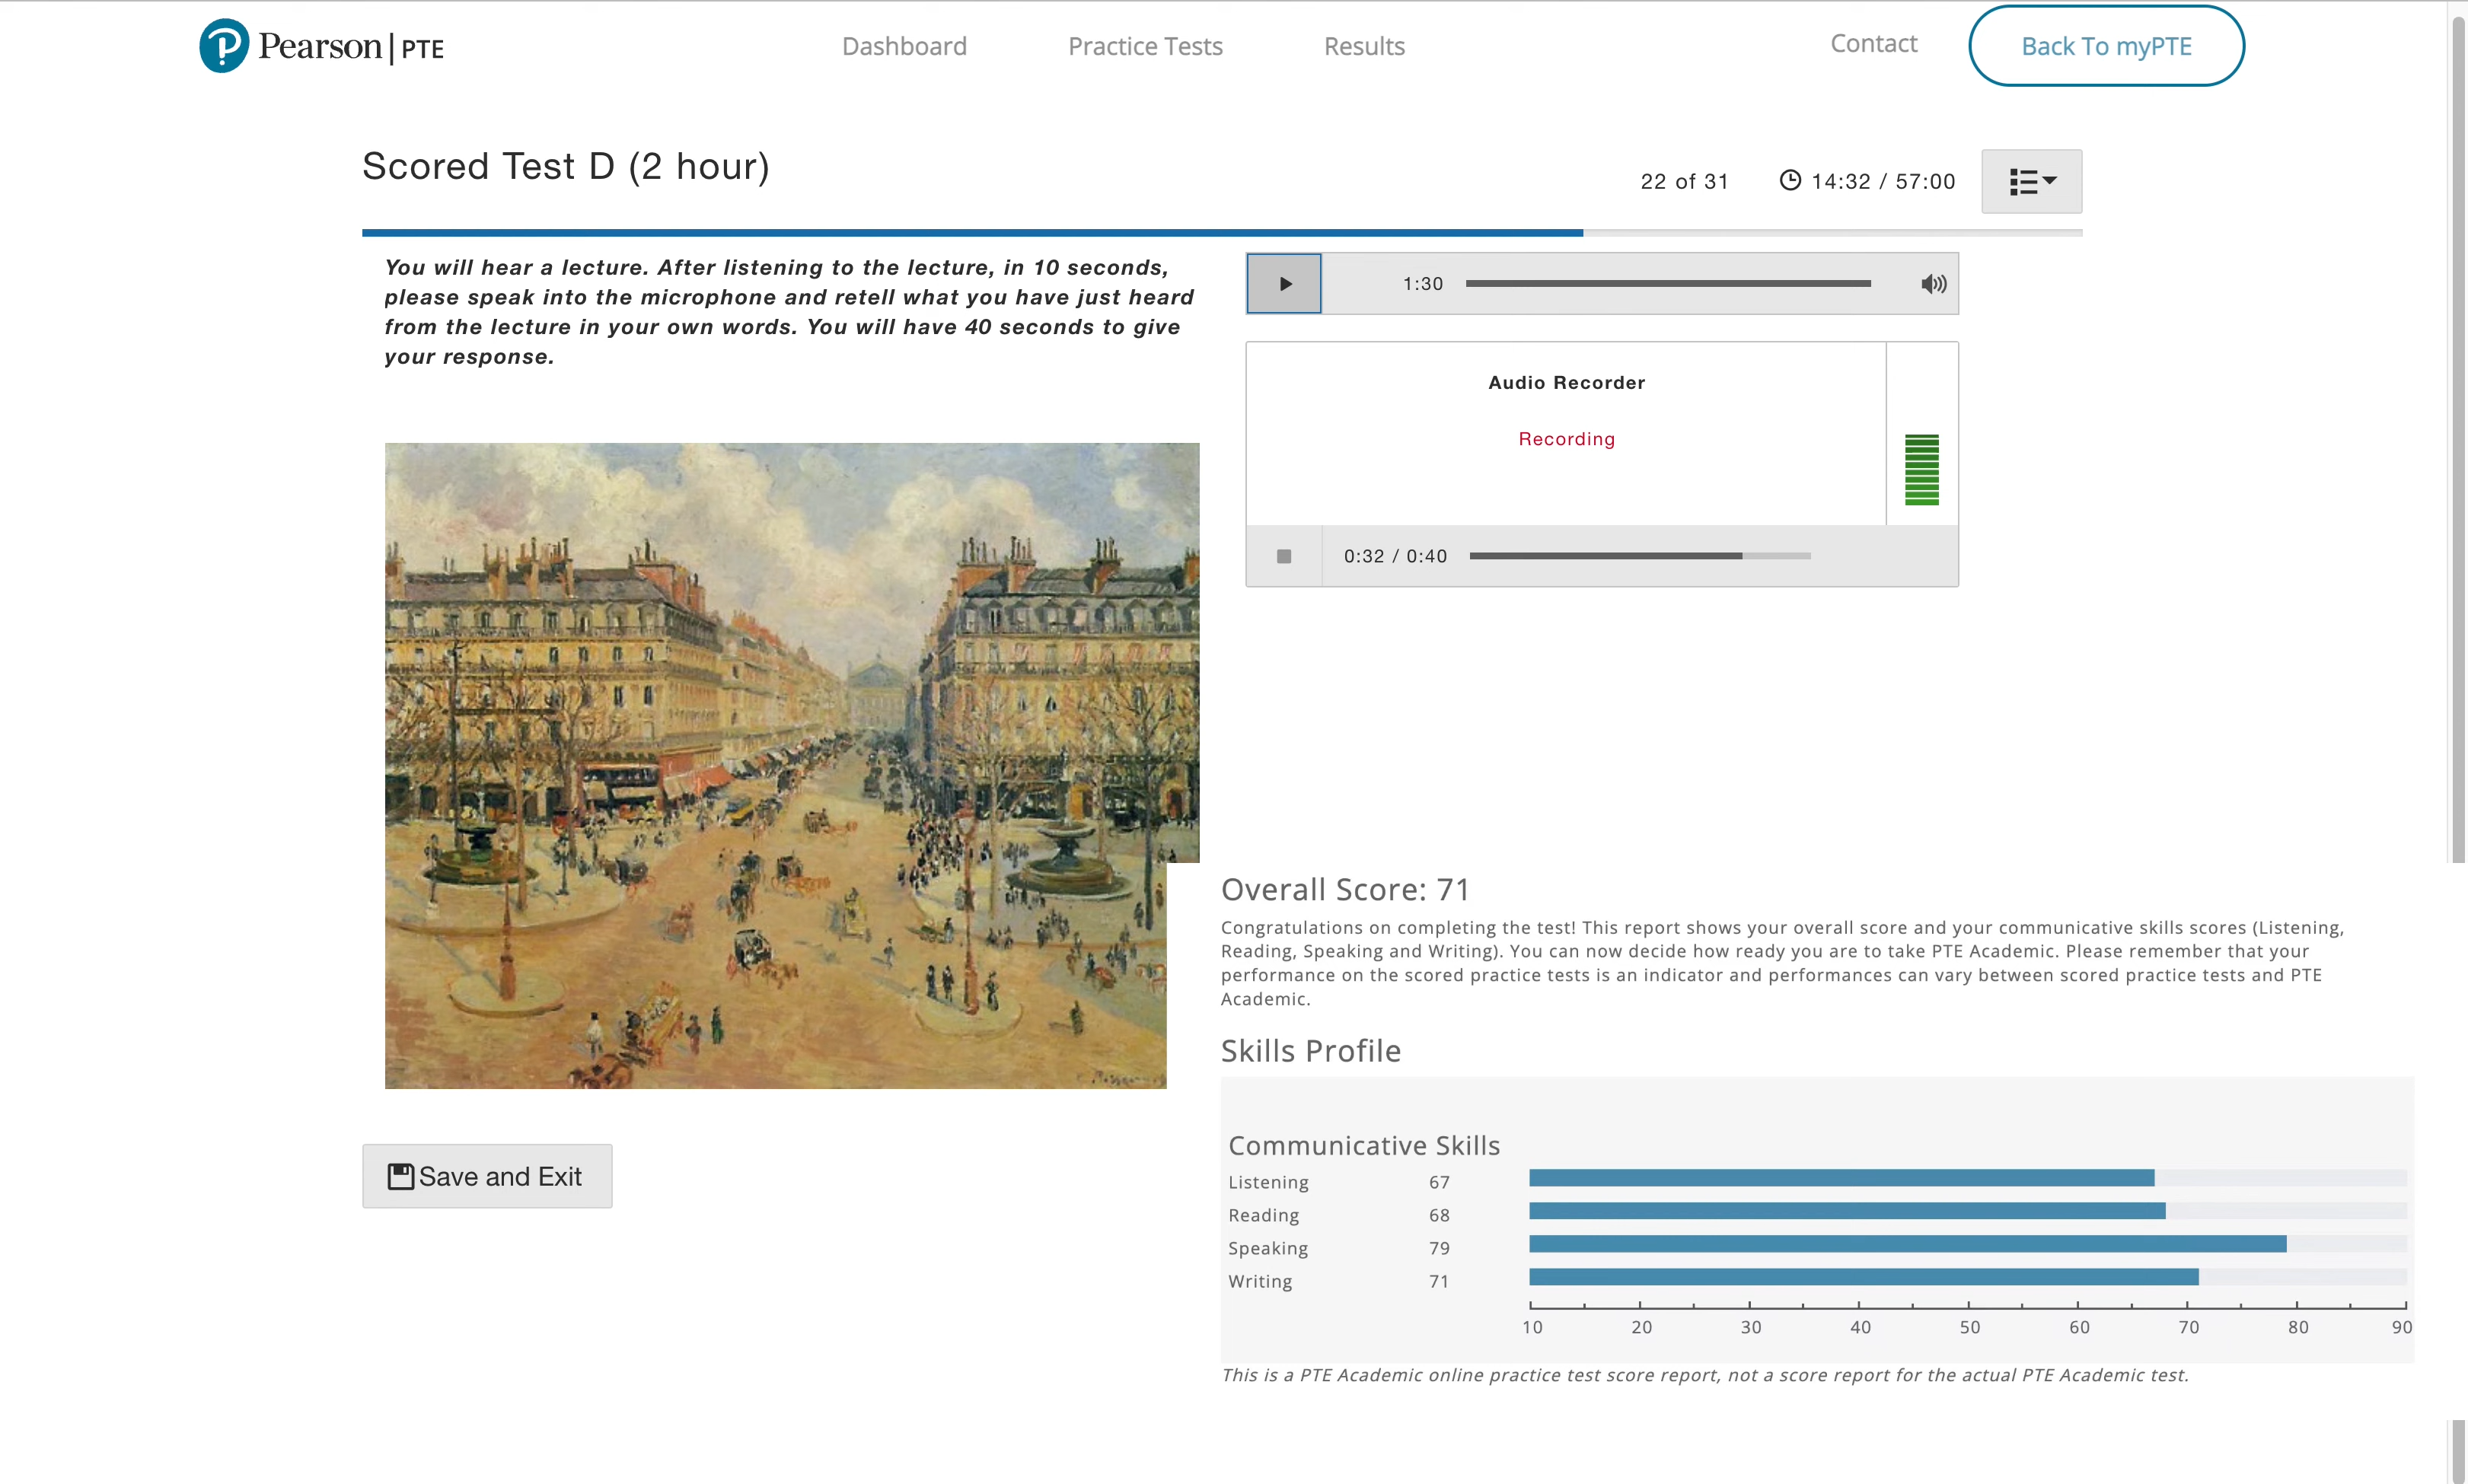 Pearson | PTE
Dashboard
Practice Tests
Results
Contact
Back To myPTE
Scored Test D (2 hour)
22 of 31
14:32 / 57:00
You will hear a lecture. After listening to the lecture, in 10 seconds,
please speak into the microphone and retell what you have just heard
from the lecture in your own words. You will have 40 seconds to give
your response.
1:30
Audio Recorder
Recording
0:32 / 0:40
Overall Score: 71
Congratulations on completing the test! This report shows your overall score and your communicative skills scores (Listening,
Reading, Speaking and Writing). You can now decide how ready you are to take PTE Academic. Please remember that your
performance on the scored practice tests is an indicator and performances can vary between scored practice tests and PTE
Academic.
Skills Profile
Communicative Skills
Listening 67
Reading 68
Speaking 79
Writing 71
10 20 30 40 50 60 70 80 90
This is a PTE Academic online practice test score report, not a score report for the actual PTE Academic test.
Save and Exit